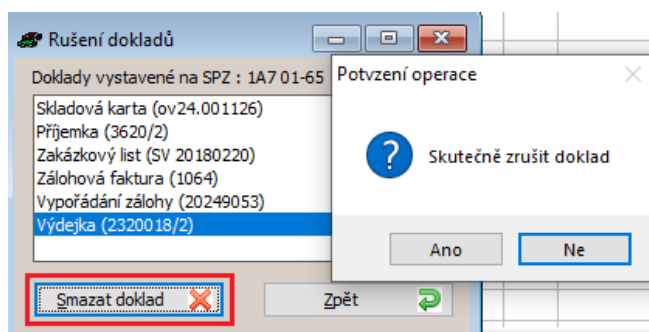 Rušení dokladů
Doklady vystavené na SPZ : 1A7 01-65
Skladová karta (ov24.001126)
Příjemka (3620/2)
Zakázkový list (SV 20180220)
Zálohová faktura (1064)
Vypořádání zálohy (20249053)
Výdejka (2320018/2)
Smazat doklad
Zpět
Potvzení operace
Skutečně zrušit doklad
Ano
Ne